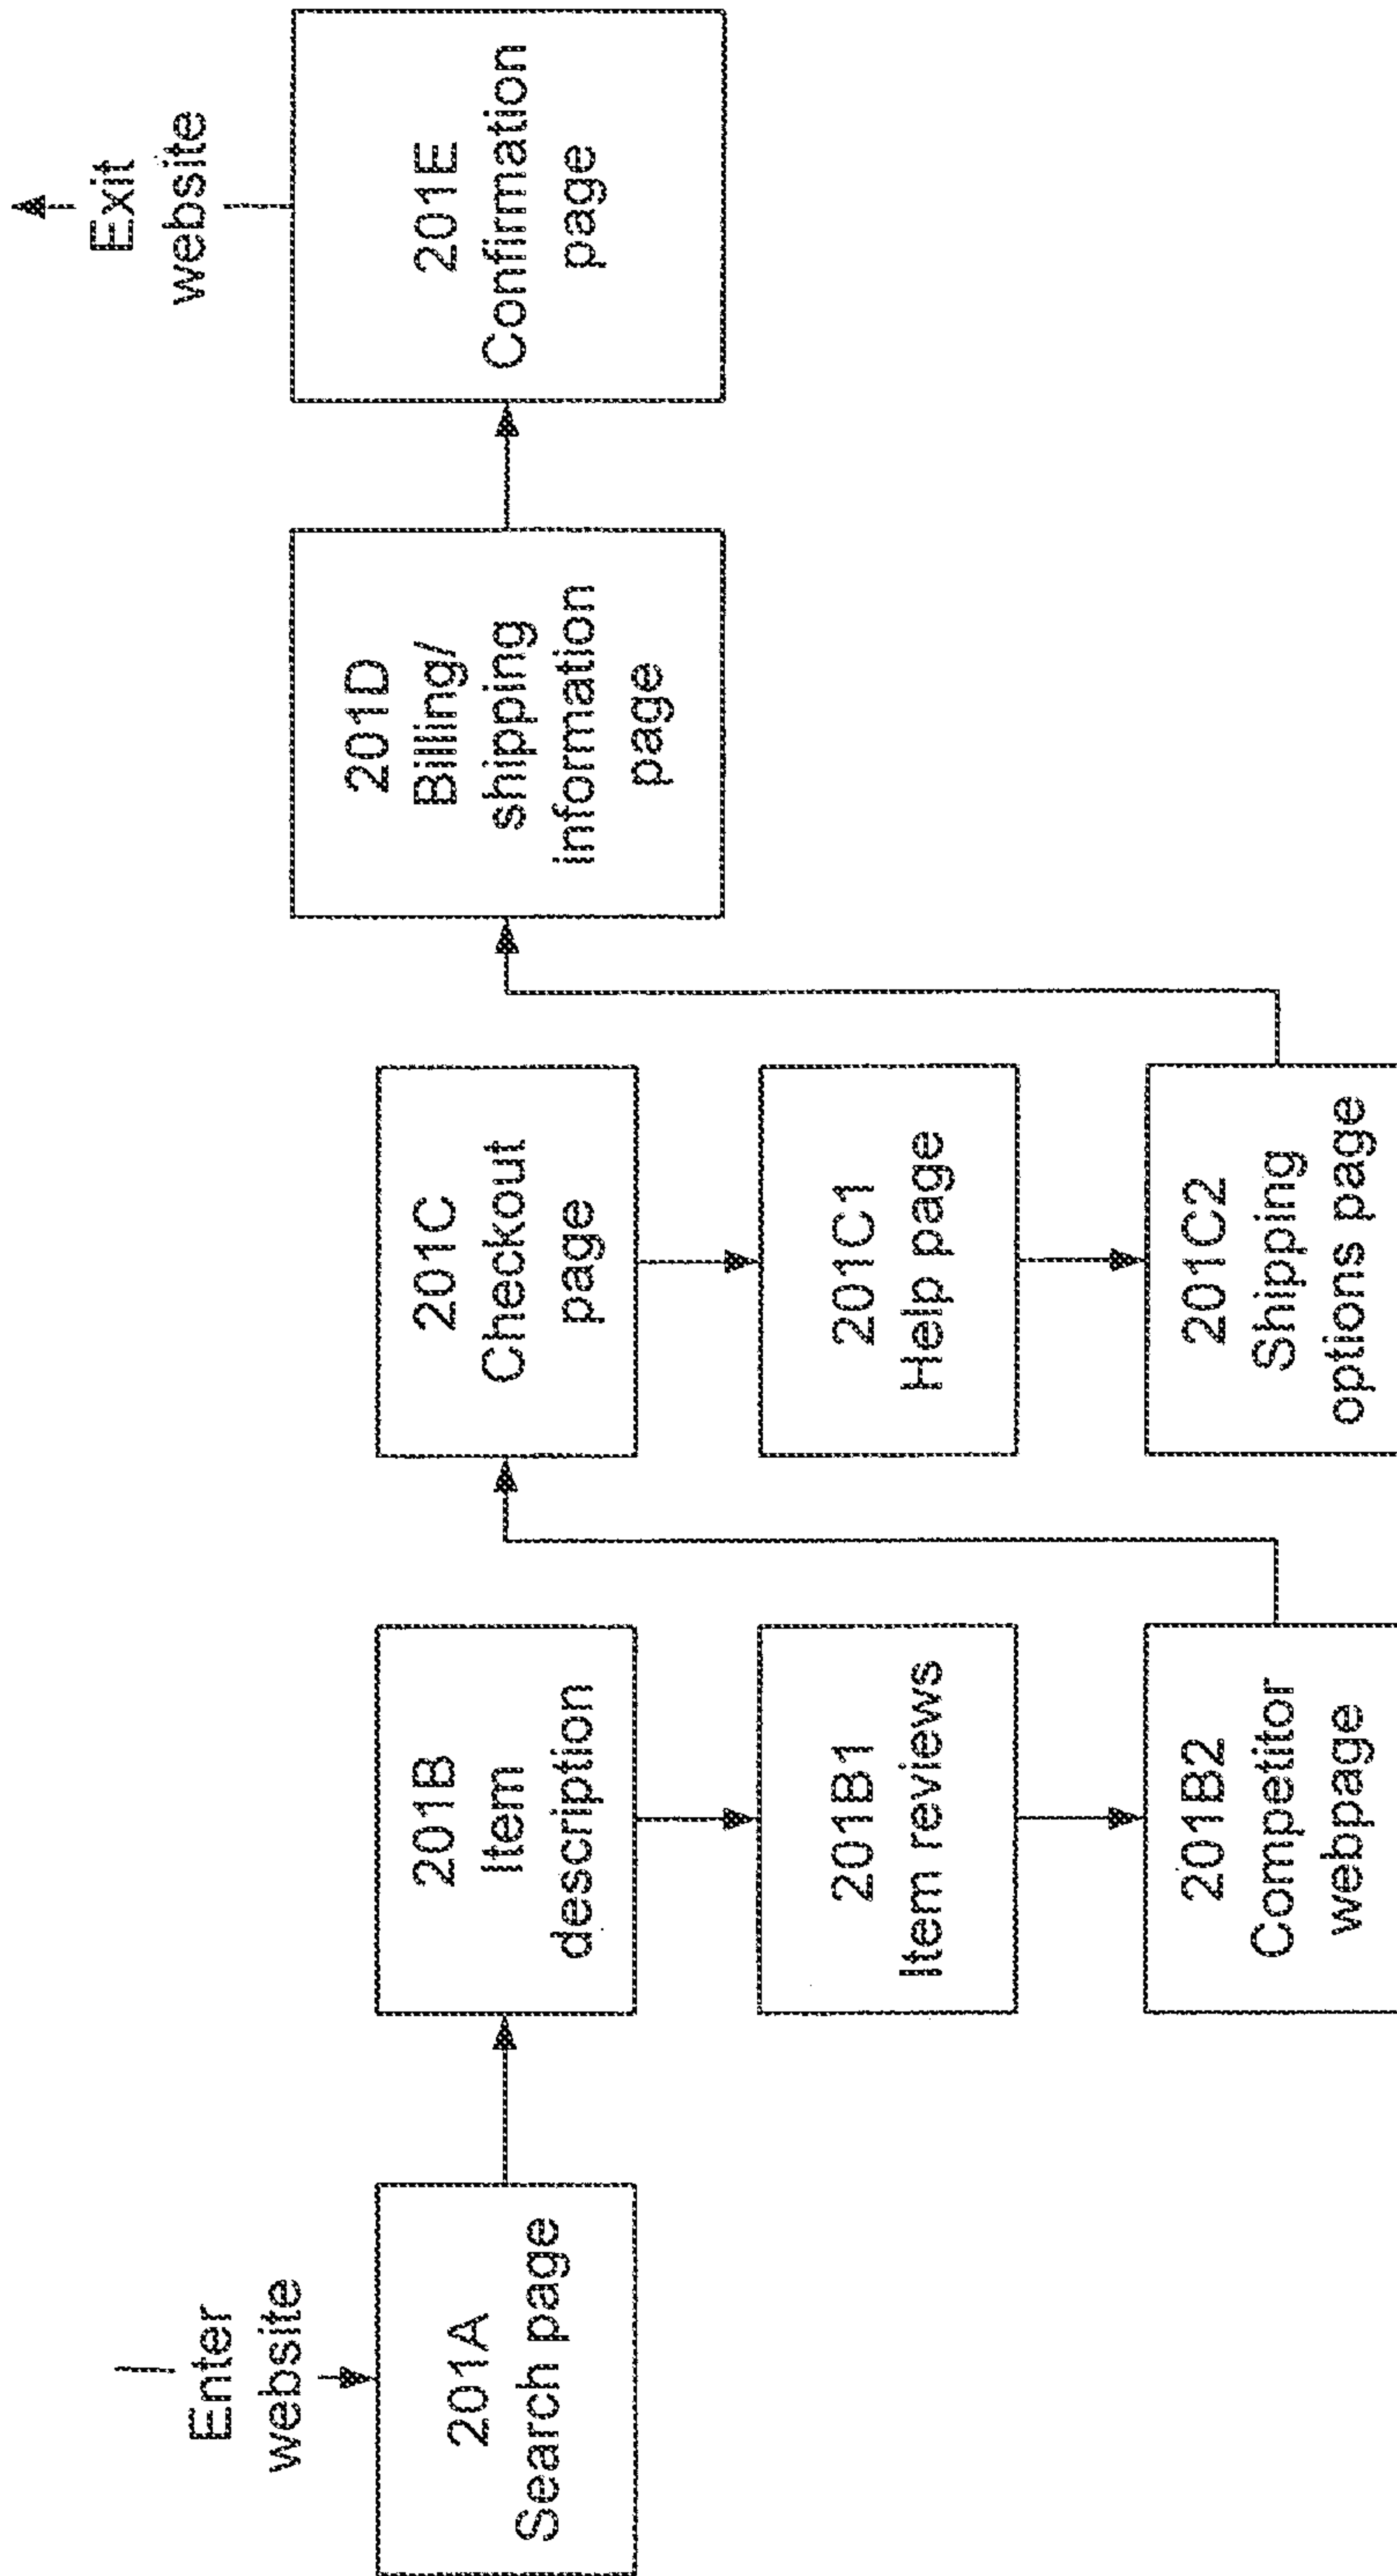 Enter
website
201A
Search page
201B
Item
description
201B1
Item reviews
201B2
Competitor
webpage
201C
Checkout
page
201C1
Help page
201C2
Shipping
options page
201D
Billing/
shipping
information
page
201E
Confirmation
page
Exit
website